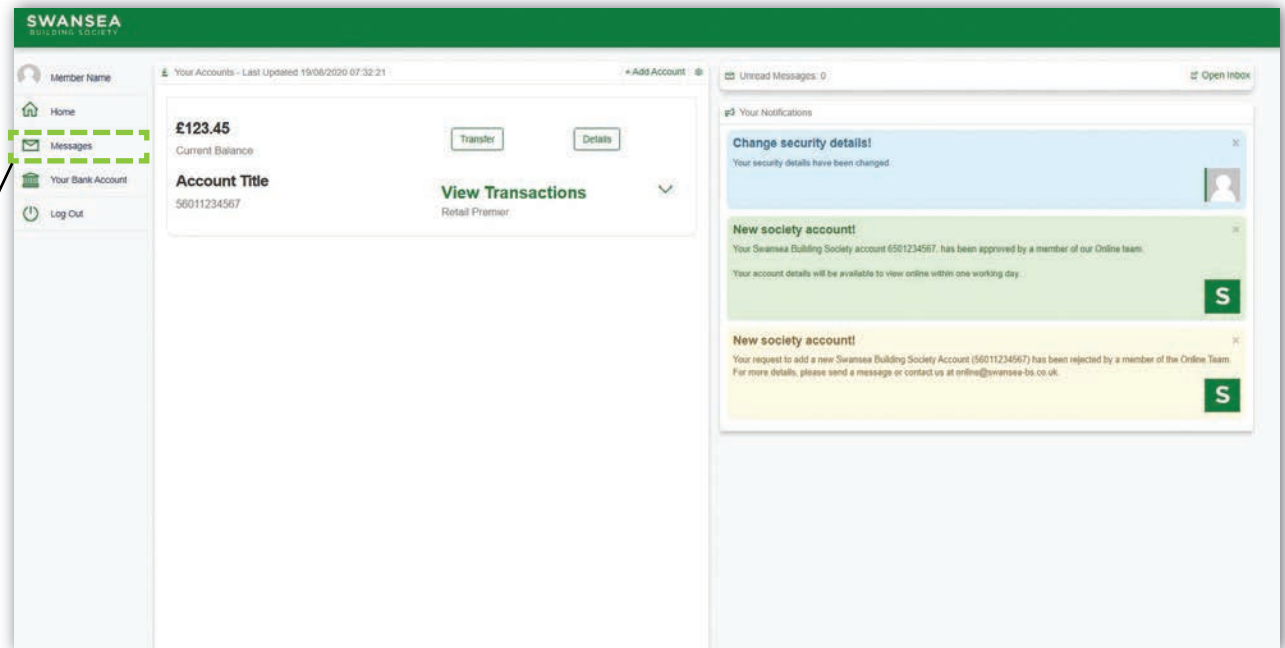 SWANSEA
BUILDING SOCIETY
Member Name
Home
Messages
Your Bank Account
Log Out
£ Your Accounts - Last Updated 19/08/2020 07:32:21
+ Add Account
£123.45
Current Balance
Transfer
Details
Account Title
56011234567
View Transactions
Retail Premier
Unread Messages: 0
Open Inbox
Your Notifications
Change security details!
Your security details have been changed.
New society account!
Your Swansea Building Society account 6501234567, has been approved by a member of our Online team.
Your account details will be available to view online within one working day.
S
New society account!
Your request to add a new Swansea Building Society Account (56011234567) has been rejected by a member of the Online Team.
For more details, please send a message or contact us at online@swansea-bs.co.uk.
S